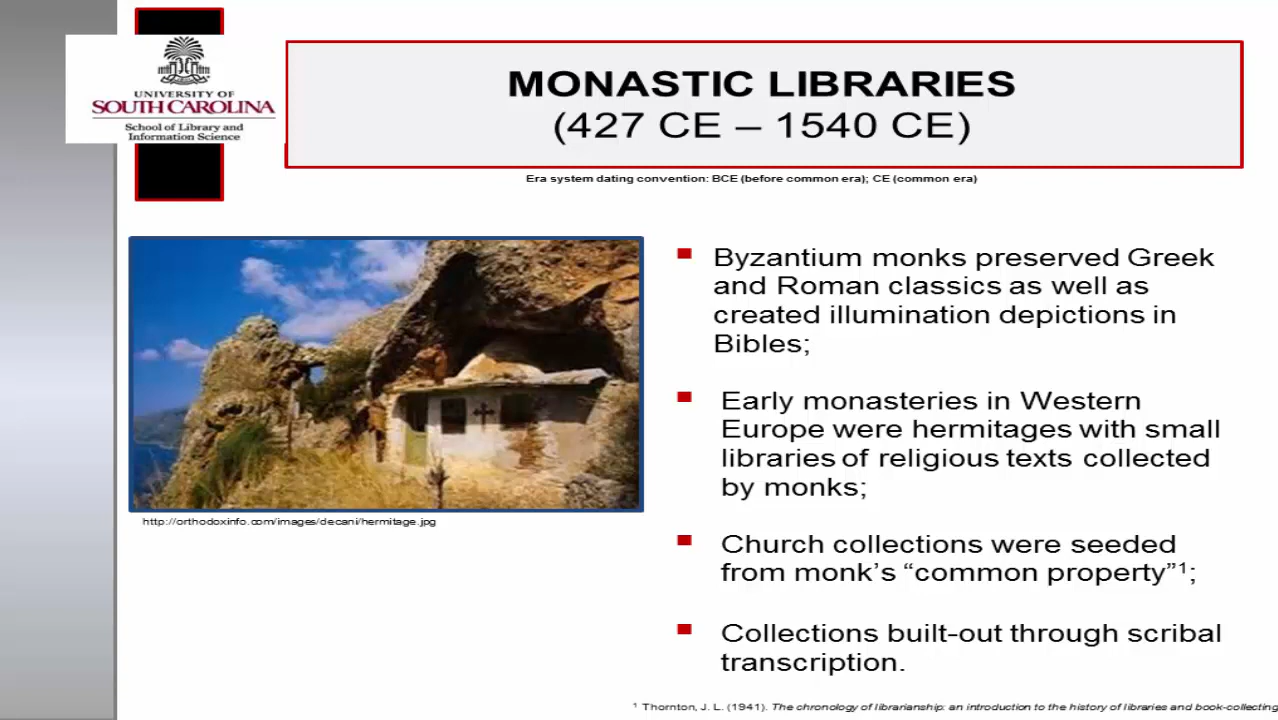 UNIVERSITY OF
SOUTH CAROLINA
School of Library and
Information Science
MONASTIC LIBRARIES
(427 CE – 1540 CE)
Era system dating convention: BCE (before common era); CE (common era)
Byzantium monks preserved Greek
and Roman classics as well as
created illumination depictions in
Bibles;
Early monasteries in Western
Europe were hermitages with small
libraries of religious texts collected
by monks;
Church collections were seeded
from monk’s “common property”¹;
Collections built-out through scribal
transcription.
http://orthodoxinfo.com/images/decani/hermitage.jpg
¹ Thornton, J. L. (1941). The chronology of librarianship: an introduction to the history of libraries and book-collecting